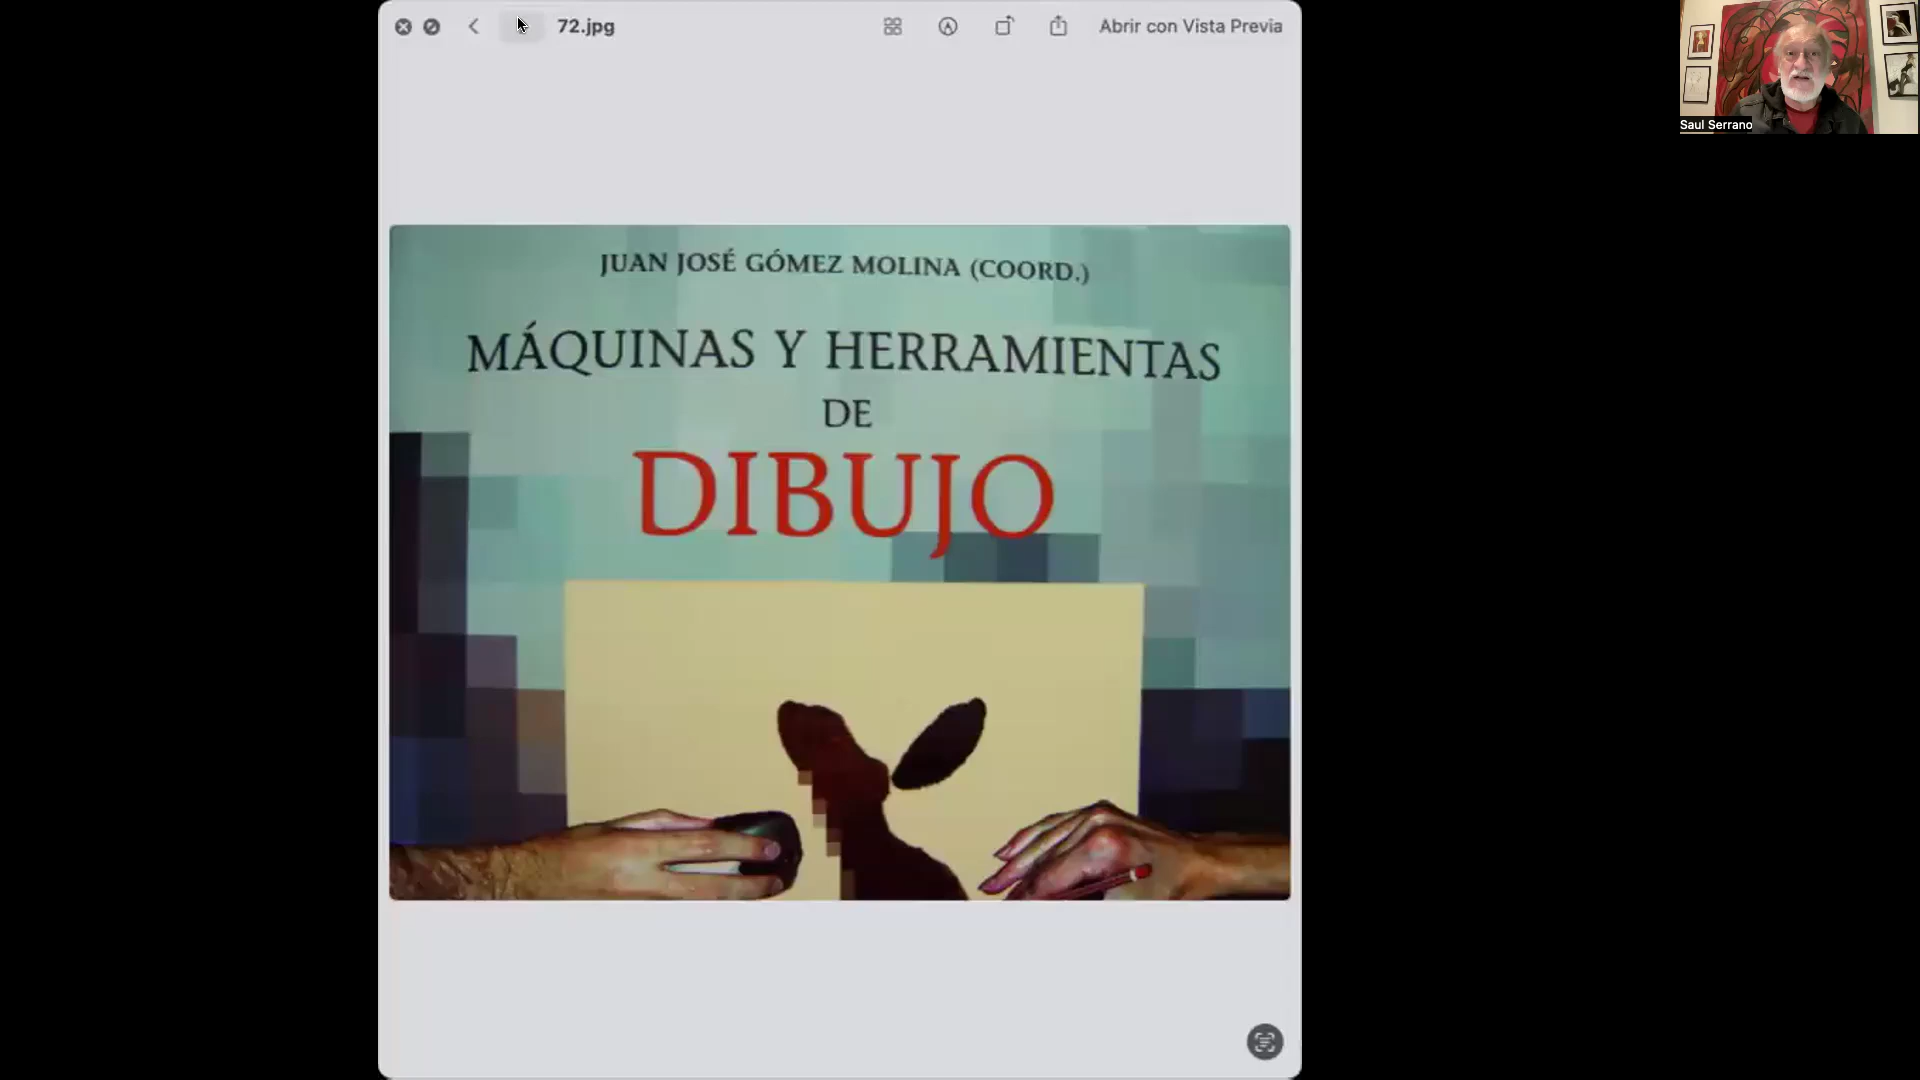 72.jpg
Abrir con Vista Previa
Saul Serrano
JUAN JOSÉ GÓMEZ MOLINA (COORD.)
MÁQUINAS Y HERRAMIENTAS
DE
DIBUJO